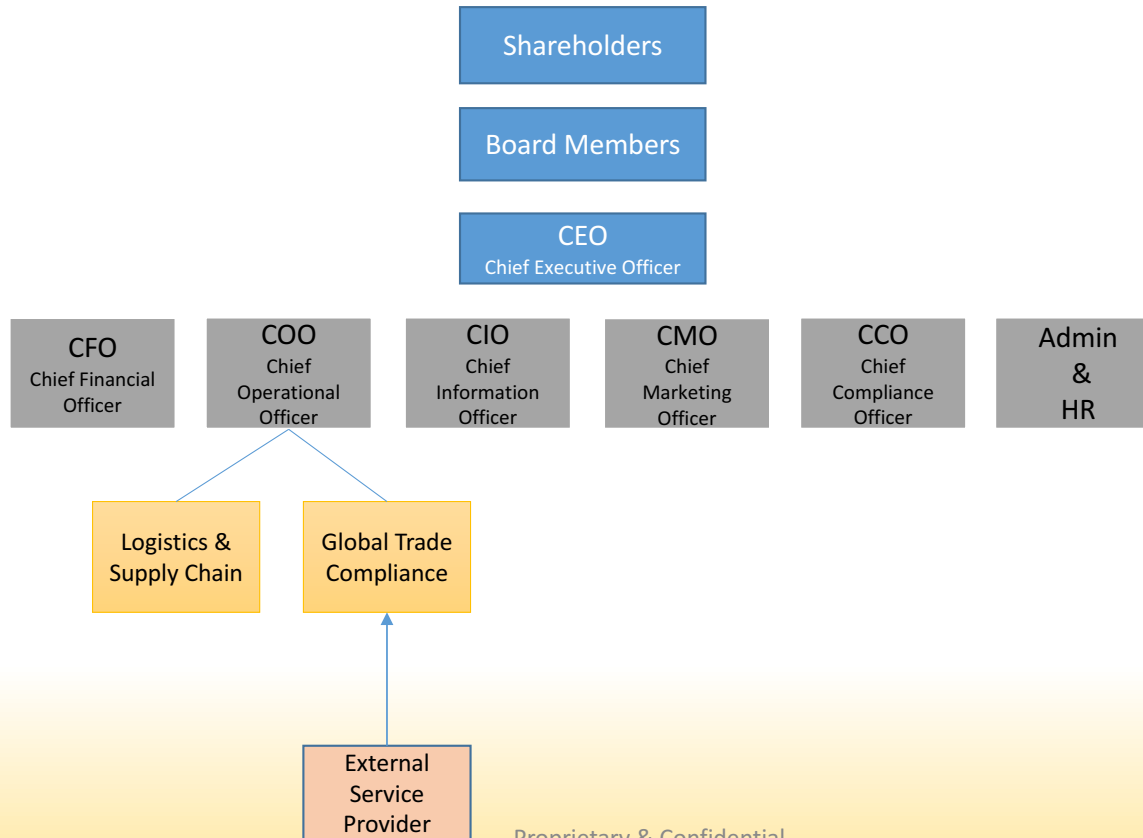 Shareholders
Board Members
CEO
Chief Executive Officer
CFO
Chief Financial
Officer
COO
Chief
Operational
Officer
CIO
Chief
Information
Officer
CMO
Chief
Marketing
Officer
CCO
Chief
Compliance
Officer
Admin
&
HR
Logistics &
Supply Chain
Global Trade
Compliance
External
Service
Provider
Proprietary & Confidential